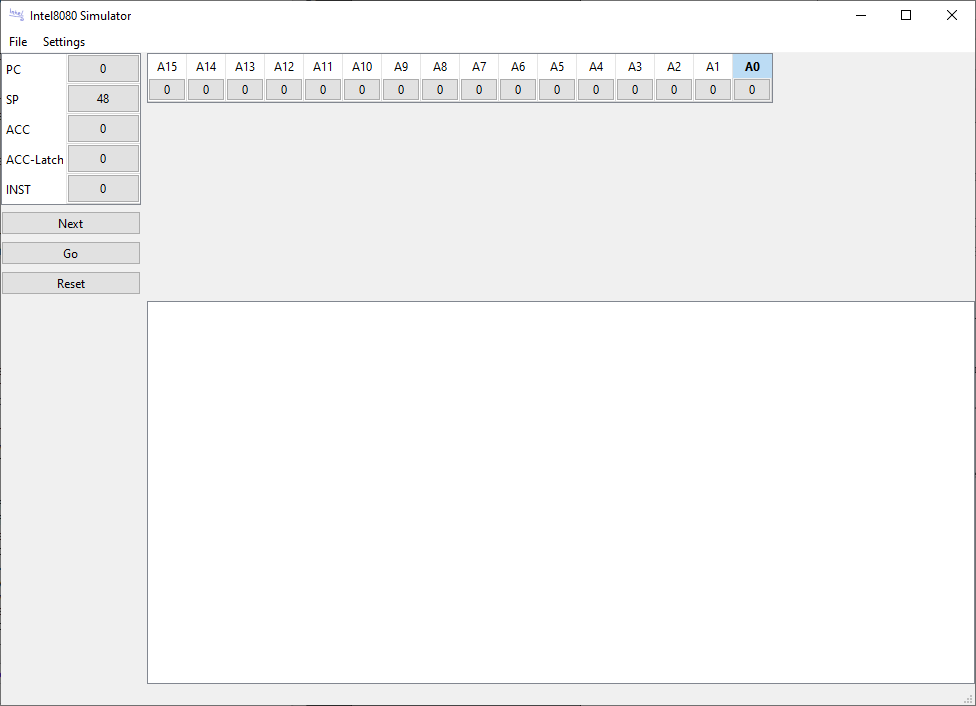 Intel8080 Simulator
File Settings
PC 0
SP 48
ACC 0
ACC-Latch 0
INST 0
Next
Go
Reset
A15 A14 A13 A12 A11 A10 A9 A8 A7 A6 A5 A4 A3 A2 A1 A0
0 0 0 0 0 0 0 0 0 0 0 0 0 0 0 0